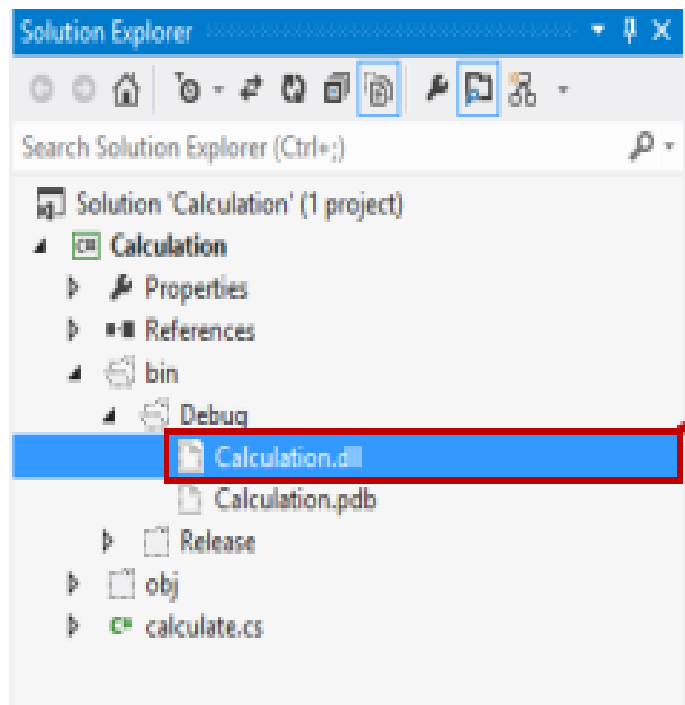 Solution Explorer
Search Solution Explorer (Ctrl+;)
Solution 'Calculation' (1 project)
C# Calculation
Properties
References
bin
Debug
Calculation.dll
Calculation.pdb
Release
obj
C# calculate.cs